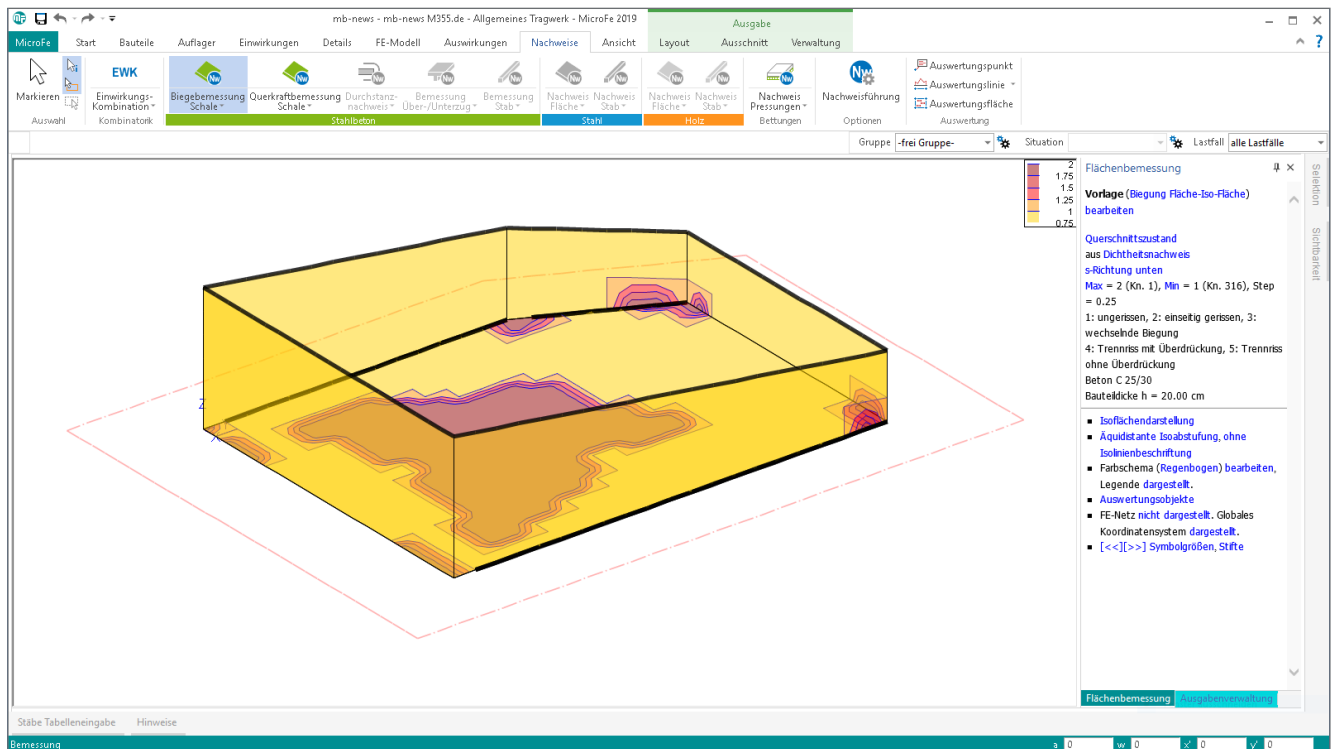 mb-news - mb-news M355.de - Allgemeines Tragwerk - MicroFe 2019
Ausgabe
MicroFe Start Bauteile Auflager Einwirkungen Details FE-Modell Auswirkungen Nachweise Ansicht Layout Ausschnitt Verwaltung
Markieren
Auswahl
EWK
Einwirkungs-
Kombination
Kombinatorik
Biegebemessung
Schale
Querkraftbemessung
Schale
Durchstanz-
nachweis
Bemessung
Über-/Unterzug
Bemessung
Stab
Stahlbeton
Nachweis
Fläche
Nachweis
Stab
Stahl
Nachweis
Fläche
Nachweis
Stab
Holz
Nachweis
Pressungen
Bettungen
Nachweisführung
Optionen
Auswertungspunkt
Auswertungslinie
Auswertungsfläche
Auswertung
Gruppe -frei Gruppe- Situation Lastfall alle Lastfälle
2
1.75
1.5
1.25
1
0.75
Z
X
Flächenbemessung
Vorlage (Biegung Fläche-Iso-Fläche)
bearbeiten
Querschnittszustand
aus Dichtheitsnachweis
s-Richtung unten
Max = 2 (Kn. 1), Min = 1 (Kn. 316), Step
= 0.25
1: ungerissen, 2: einseitig gerissen, 3:
wechselnde Biegung
4: Trennriss mit Überdrückung, 5: Trennriss
ohne Überdrückung
Beton C 25/30
Bauteildicke h = 20.00 cm
Isoflächendarstellung
Äquidistante Isoabstufung, ohne
Isolinienbeschriftung
Farbschema (Regenbogen) bearbeiten,
Legende dargestellt.
Auswertungsobjekte
FE-Netz nicht dargestellt. Globales
Koordinatensystem dargestellt.
[<<][>>] Symbolgrößen, Stifte
Selektion
Sichtbarkeit
Flächenbemessung Ausgabenverwaltung
Stäbe Tabelleneingabe Hinweise
Bemessung a 0 w 0 x' 0 y' 0